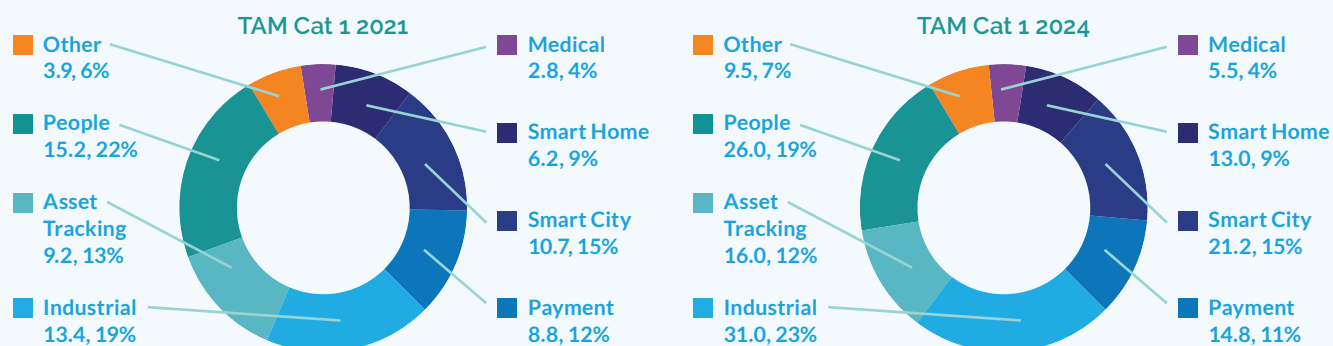 TAM Cat 1 2021
Other
3.9, 6%
People
15.2, 22%
Asset
Tracking
9.2, 13%
Industrial
13.4, 19%
Medical
2.8, 4%
Smart Home
6.2, 9%
Smart City
10.7, 15%
Payment
8.8, 12%
TAM Cat 1 2024
Other
9.5, 7%
People
26.0, 19%
Asset
Tracking
16.0, 12%
Industrial
31.0, 23%
Medical
5.5, 4%
Smart Home
13.0, 9%
Smart City
21.2, 15%
Payment
14.8, 11%